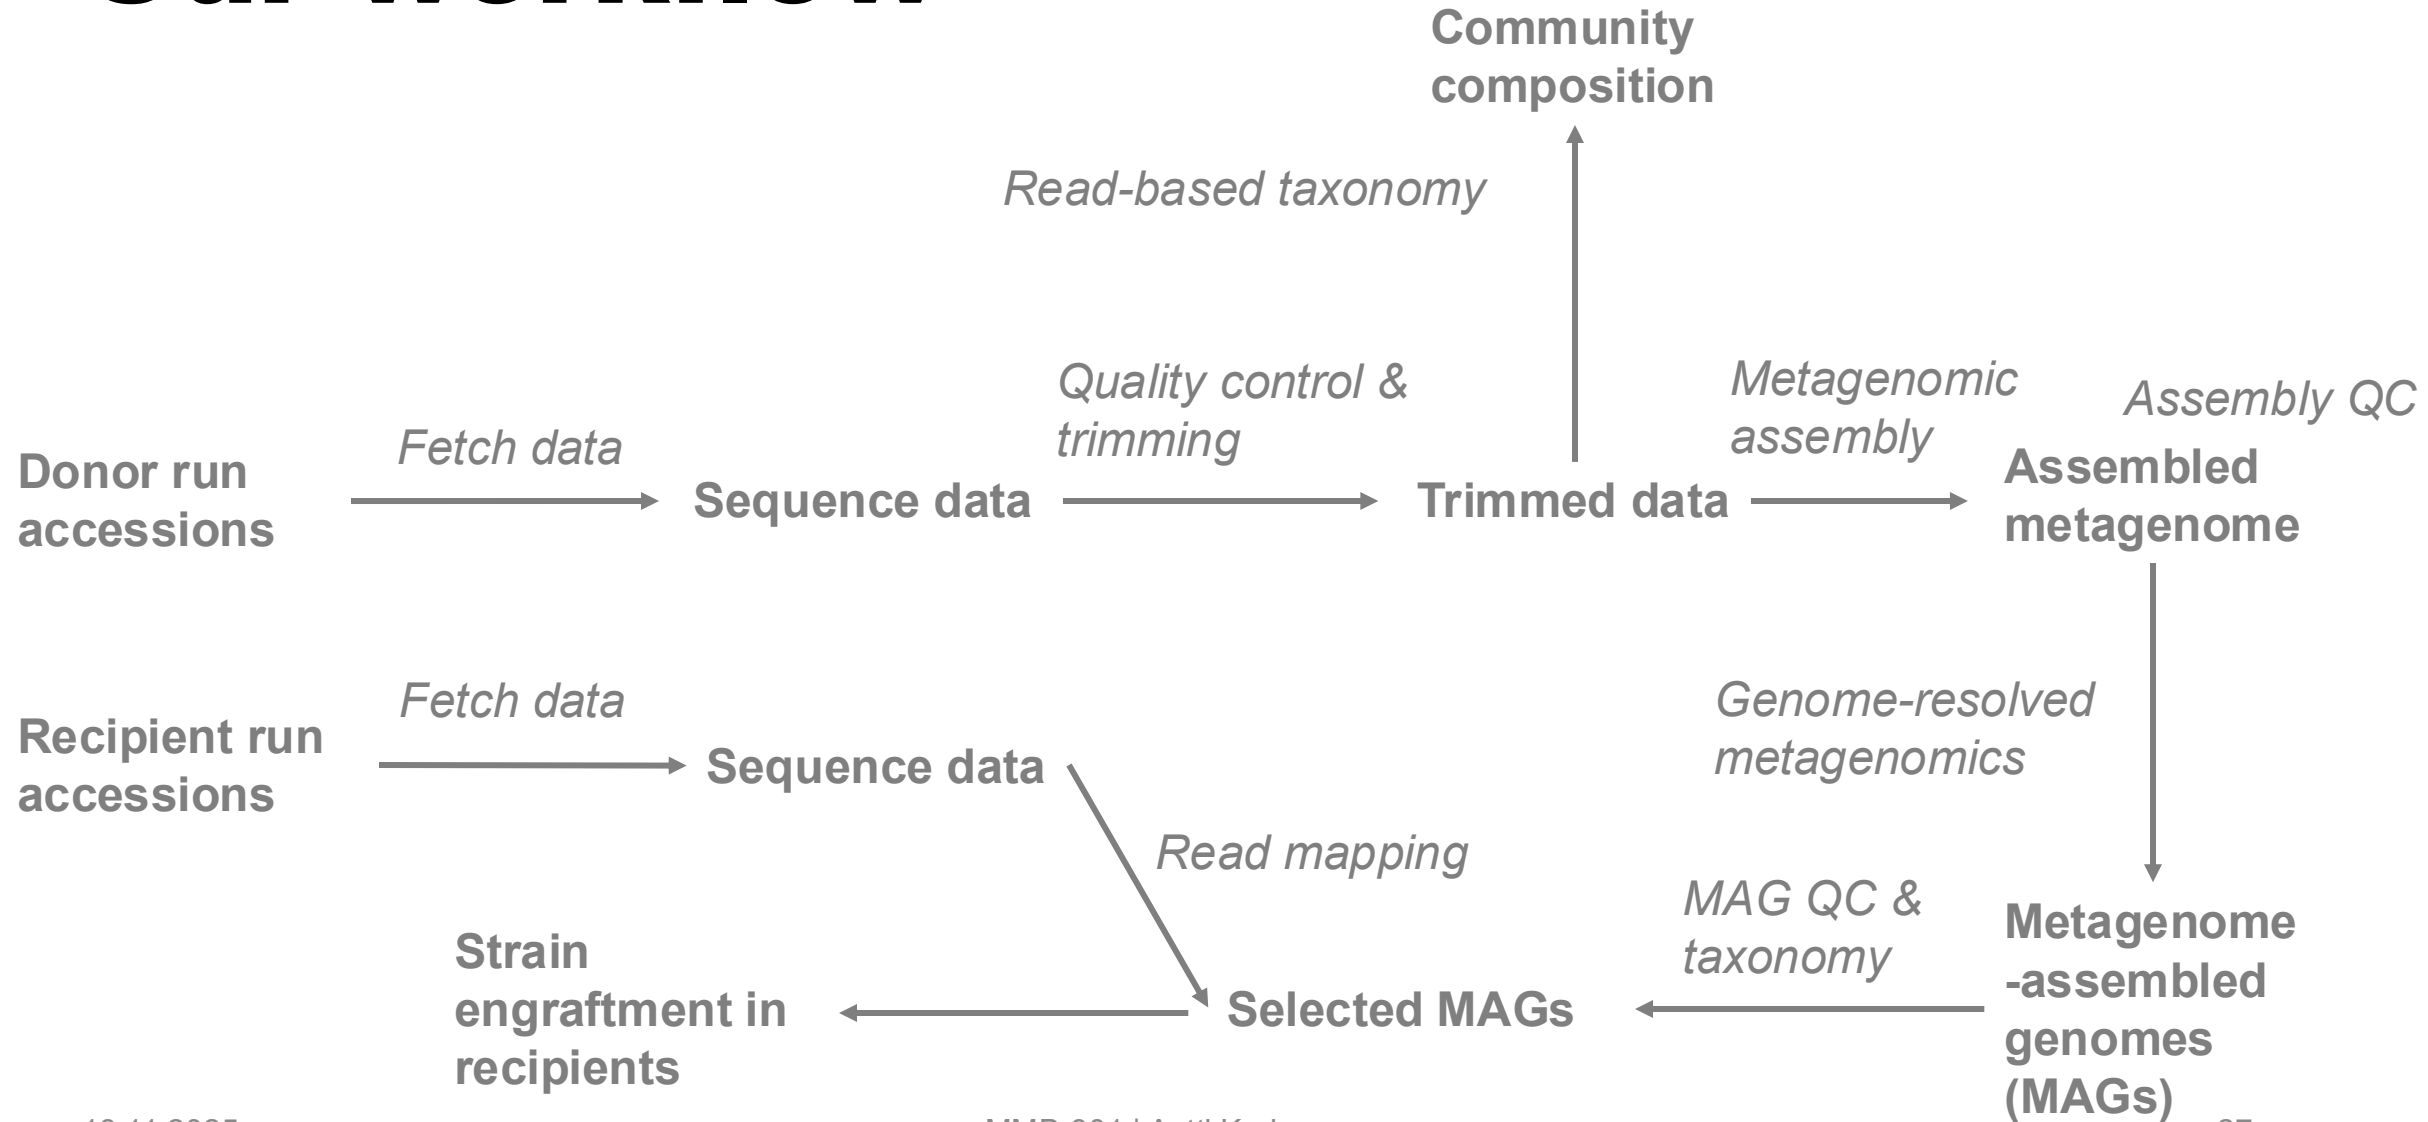 Our workflow
Community
composition
Read-based taxonomy
Quality control &
trimming
Metagenomic
assembly
Assembly QC
Fetch data
Donor run
accessions
Sequence data
Trimmed data
Assembled
metagenome
Fetch data
Recipient run
accessions
Sequence data
Genome-resolved
metagenomics
Read mapping
MAG QC &
taxonomy
Metagenome
-assembled
genomes
(MAGs)
Strain
engraftment in
recipients
Selected MAGs